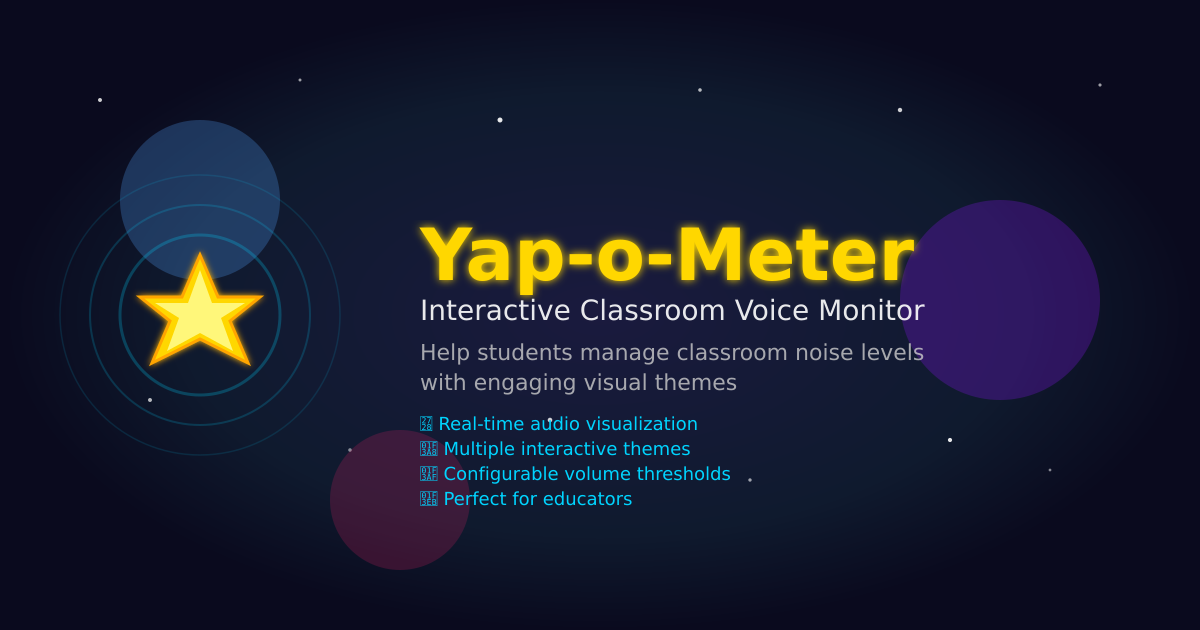 Yap-o-Meter
Interactive Classroom Voice Monitor
Help students manage classroom noise levels
with engaging visual themes
Real-time audio visualization
Multiple interactive themes
Configurable volume thresholds
Perfect for educators